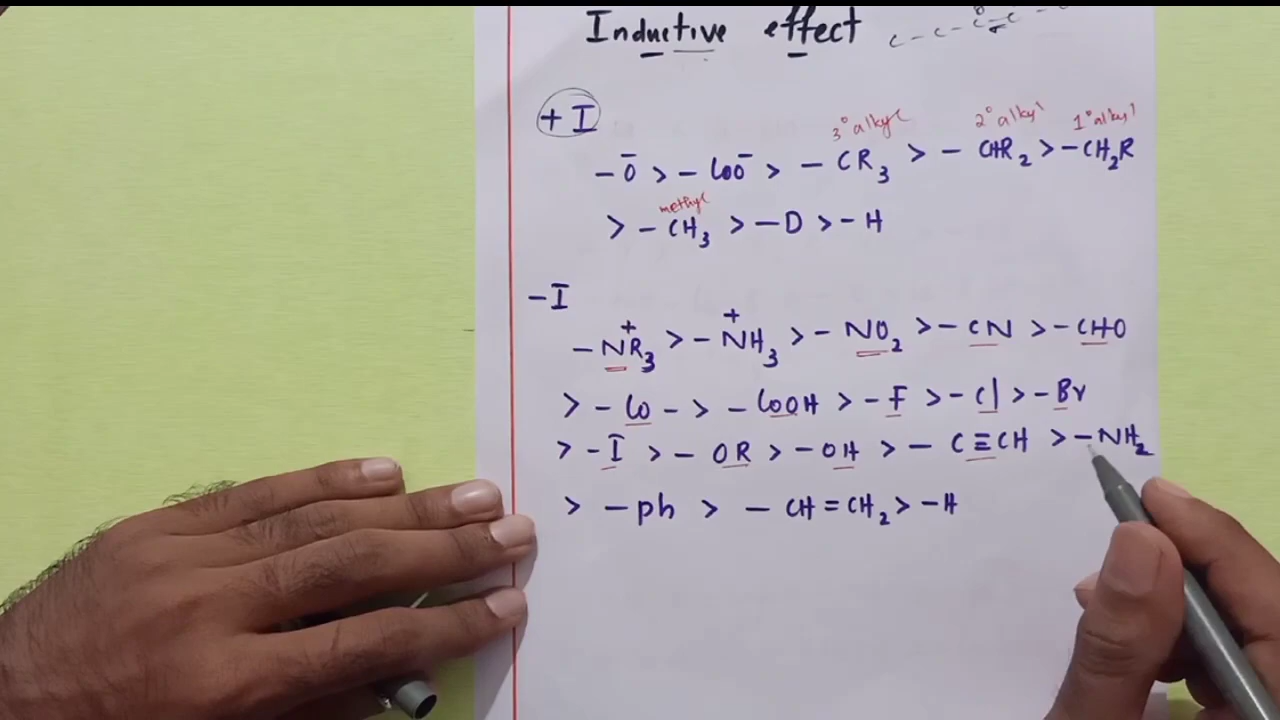 Inductive effect C - C - C - C -
+ I
- O⁻ > - COO⁻ > - CR₃ > - CHR₂ > - CH₂R
3° alkyl 2° alkyl 1° alkyl
methyl
> - CH₃ > - D > - H
- I
- N⁺R₃ > - N⁺H₃ > - NO₂ > - CN > - CHO
> - CO - > - COOH > - F > - Cl > - Br
> - I > - OR > - OH > - C ≡ CH > - NH₂
> - ph > - CH = CH₂ > - H